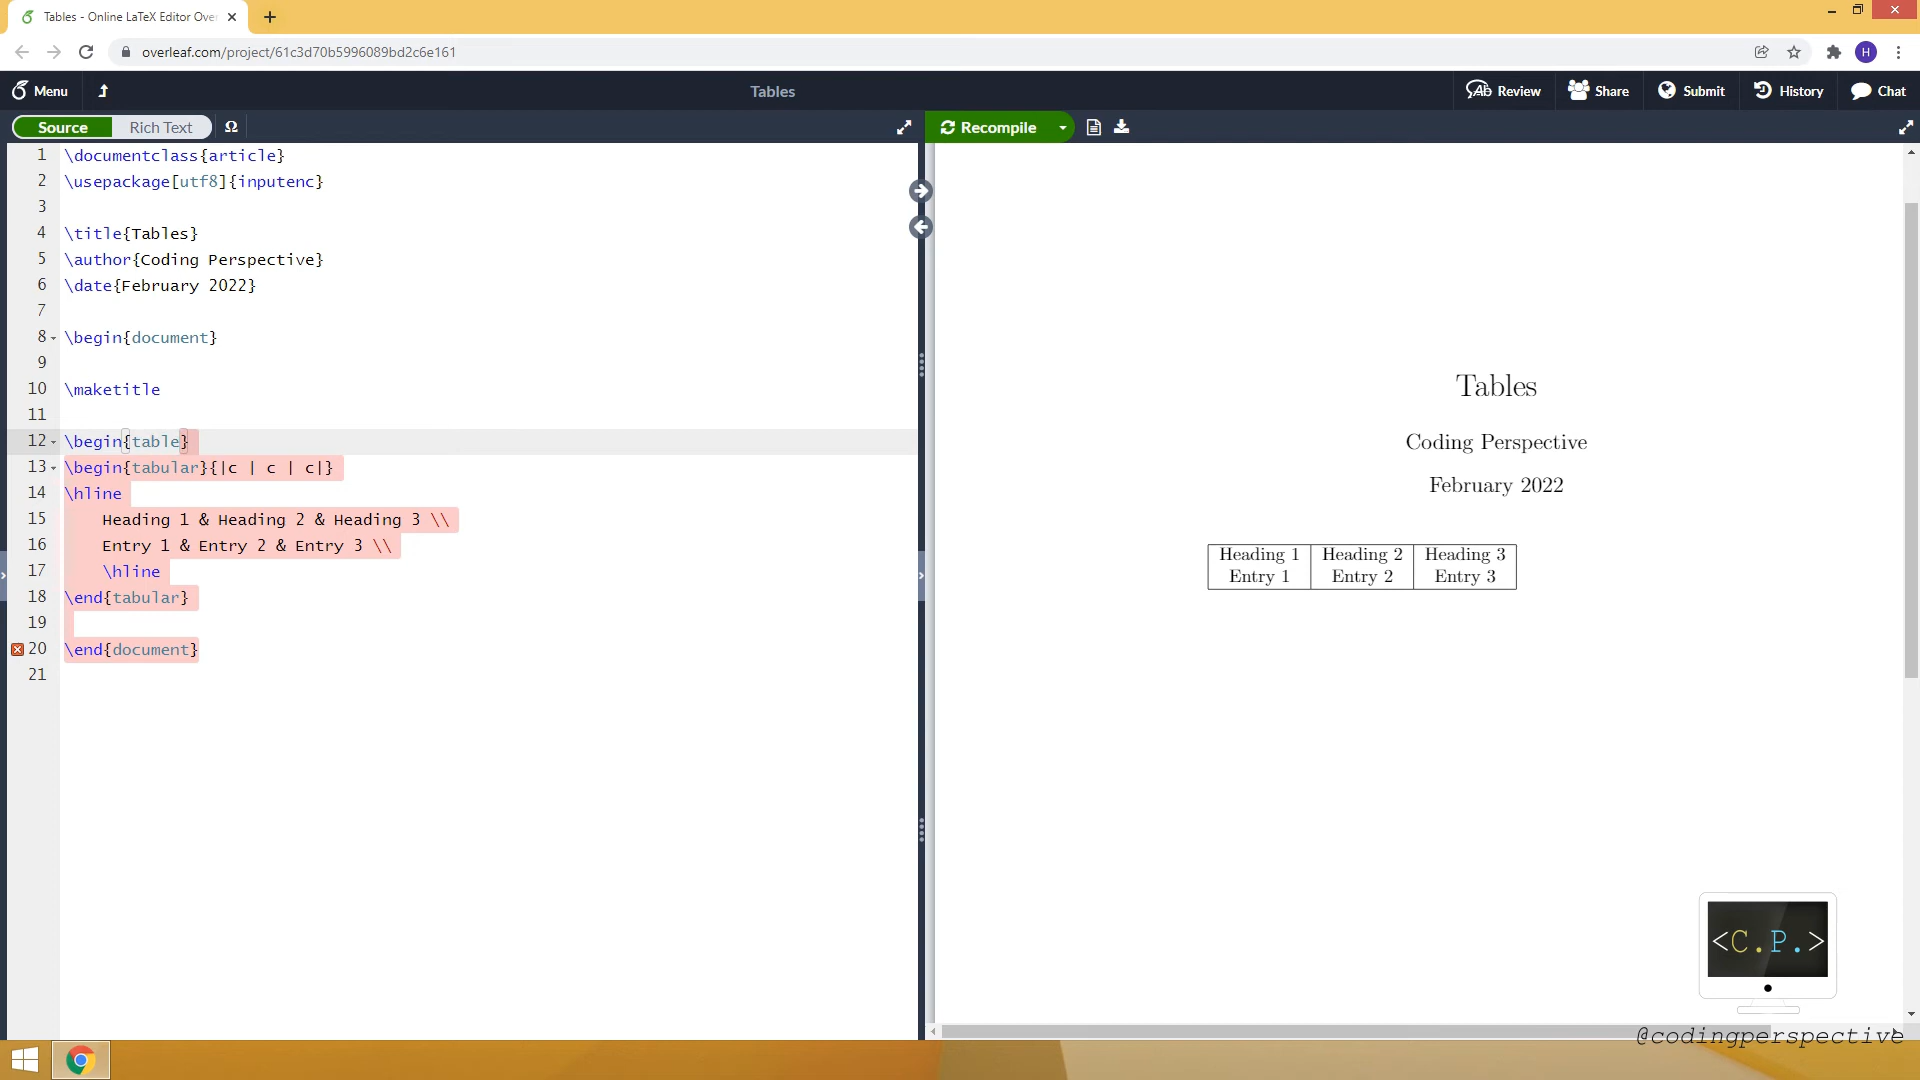 Tables - Online LaTeX Editor Over
overleaf.com/project/61c3d70b5996089bd2c6e161
H
Menu
Tables
Review
Share
Submit
History
Chat
Source
Rich Text
Ω
Recompile
1 \documentclass{article}
2 \usepackage[utf8]{inputenc}
3
4 \title{Tables}
5 \author{Coding Perspective}
6 \date{February 2022}
7
8 \begin{document}
9
10 \maketitle
11
12 \begin{table}
13 \begin{tabular}{|c | c | c|}
14 \hline
15 Heading 1 & Heading 2 & Heading 3 \\
16 Entry 1 & Entry 2 & Entry 3 \\
17 \hline
18 \end{tabular}
19
20 \end{document}
21
Tables
Coding Perspective
February 2022
Heading 1 Heading 2 Heading 3
Entry 1 Entry 2 Entry 3
<C.P.>
@codingperspective